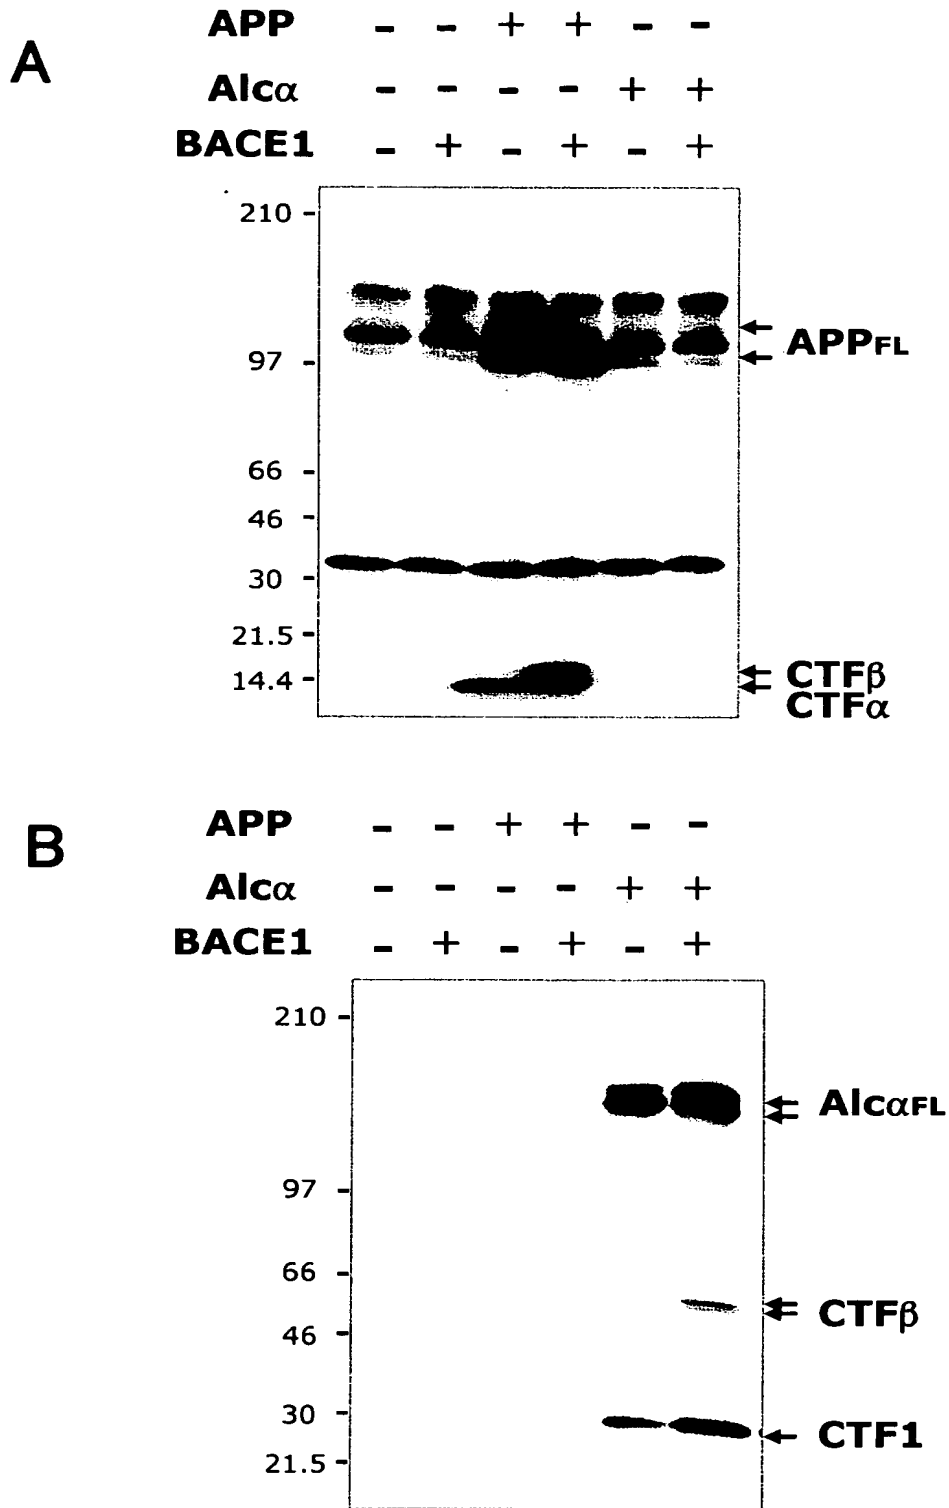 A
APP - - + + - -
Alcα - - - - + +
BACE1 - + - + - +
210
APPFL
97
66
46
30
21.5
14.4
CTFβ
CTFα
B
APP - - + + - -
Alcα - - - - + +
BACE1 - + - + - +
210
AlcαFL
97
66
CTFβ
46
30
CTF1
21.5